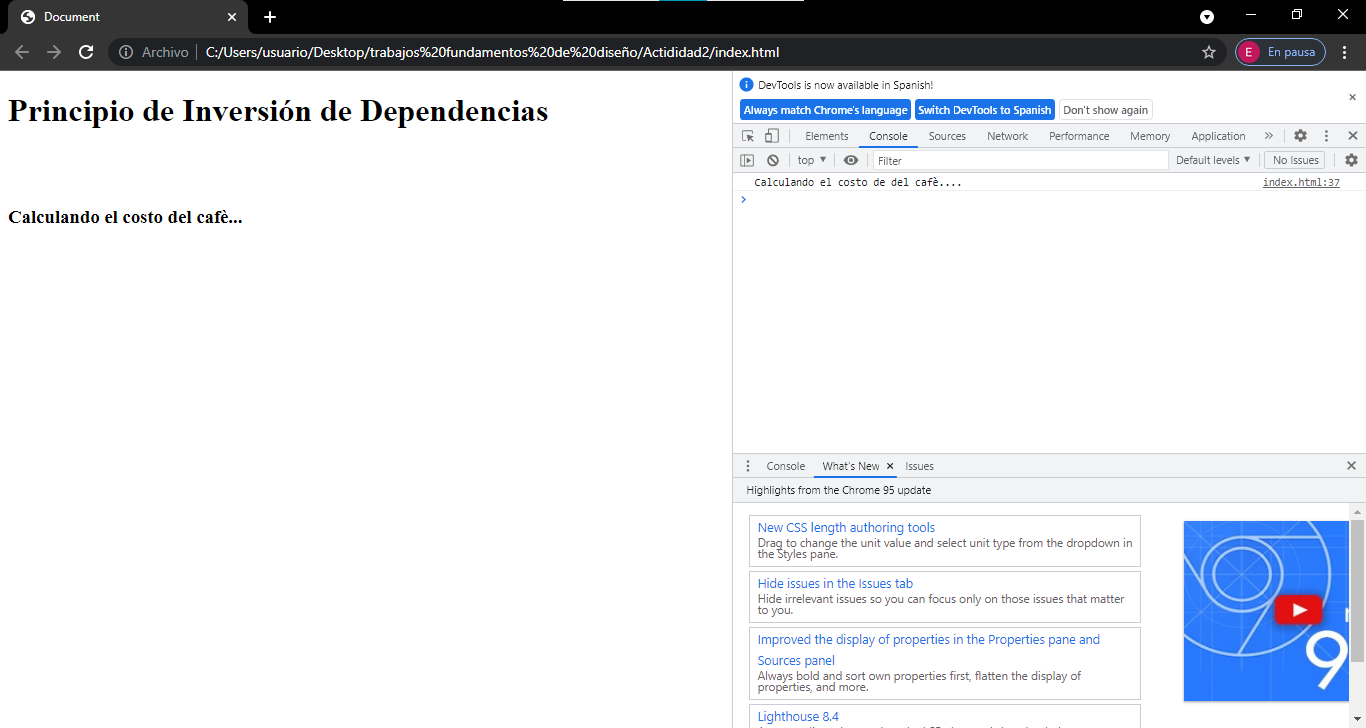 Document
Archivo
C:/Users/usuario/Desktop/trabajos%20fundamentos%20de%20diseño/Actididad2/index.html
E
En pausa
Principio de Inversión de Dependencias
Calculando el costo del cafè...
DevTools is now available in Spanish!
Always match Chrome's language
Switch DevTools to Spanish
Don't show again
Elements
Console
Sources
Network
Performance
Memory
Application
top
Filter
Default levels
No Issues
Calculando el costo de del cafè....
index.html:37
Console
What's New
Issues
Highlights from the Chrome 95 update
New CSS length authoring tools
Drag to change the unit value and select unit type from the dropdown in
the Styles pane.
Hide issues in the Issues tab
Hide irrelevant issues so you can focus only on those issues that matter
to you.
Improved the display of properties in the Properties pane and
Sources panel
Always bold and sort own properties first, flatten the display of
properties, and more.
Lighthouse 8.4
9